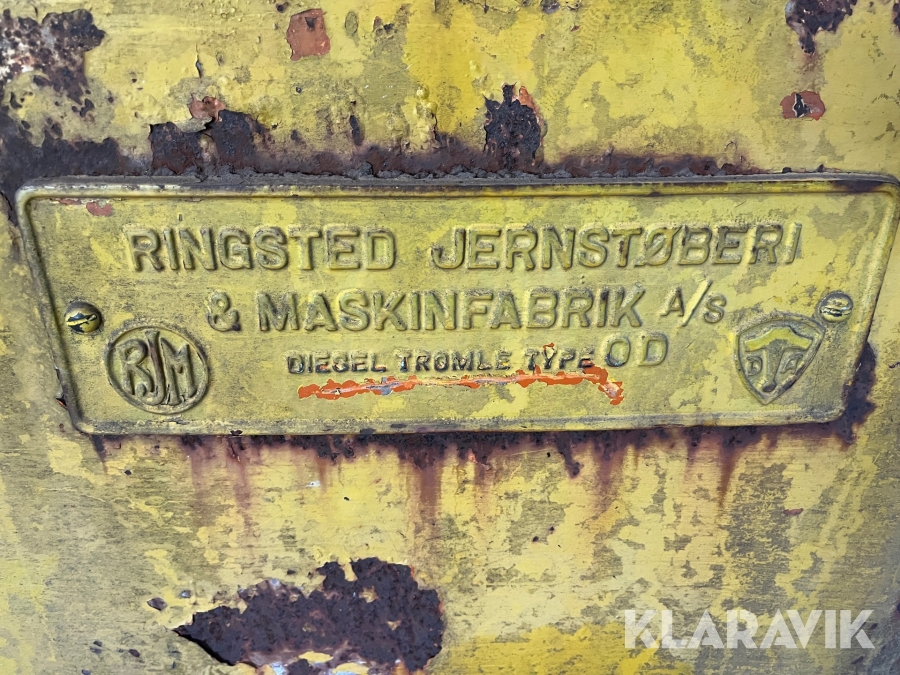 RINGSTED JERNSTØBERI
& MASKINFABRIK A/S
DIESEL TROMLE TYPE OD
RJM
KLARAVIK